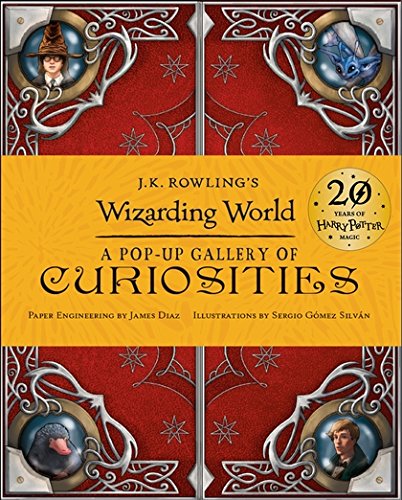 J.K. ROWLING'S
Wizarding World
A POP-UP GALLERY OF
CURIOSITIES
PAPER ENGINEERING BY JAMES DIAZ ILLUSTRATIONS BY SERGIO GÓMEZ SILVÁN
20
YEARS OF
HARRY POTTER
MAGIC